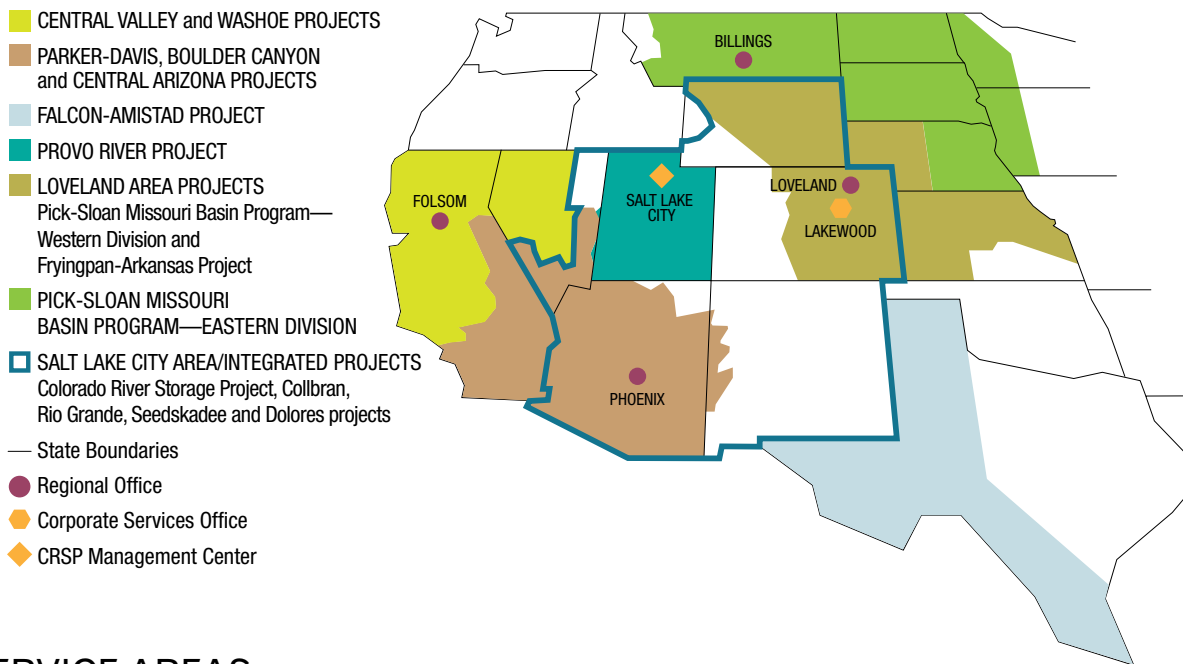 CENTRAL VALLEY and WASHOE PROJECTS
PARKER-DAVIS, BOULDER CANYON
and CENTRAL ARIZONA PROJECTS
FALCON-AMISTAD PROJECT
PROVO RIVER PROJECT
LOVELAND AREA PROJECTS
Pick-Sloan Missouri Basin Program—
Western Division and
Fryingpan-Arkansas Project
PICK-SLOAN MISSOURI
BASIN PROGRAM—EASTERN DIVISION
SALT LAKE CITY AREA/INTEGRATED PROJECTS
Colorado River Storage Project, Collbran,
Rio Grande, Seedskadee and Dolores projects
State Boundaries
Regional Office
Corporate Services Office
CRSP Management Center
BILLINGS
FOLSOM
SALT LAKE
CITY
LOVELAND
LAKEWOOD
PHOENIX